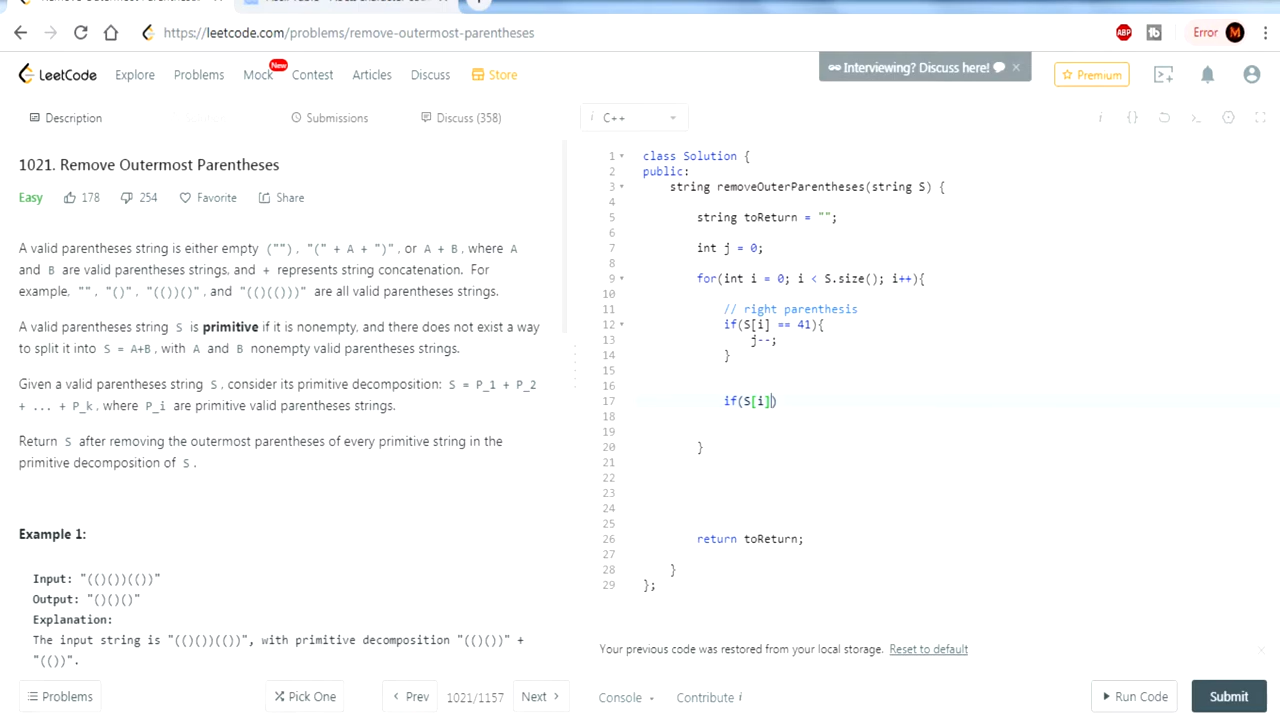 https://leetcode.com/problems/remove-outermost-parentheses
ABP
Error
M
LeetCode
Explore
Problems
Mock
New
Contest
Articles
Discuss
Store
Interviewing? Discuss here!
Premium
Description
Submissions
Discuss (358)
i
C++
1021. Remove Outermost Parentheses
Easy
178
254
Favorite
Share
A valid parentheses string is either empty (""), "(" + A + ")", or A + B, where A
and B are valid parentheses strings, and + represents string concatenation. For
example, "", "()", "(())()", and "(()(()))" are all valid parentheses strings.
A valid parentheses string S is primitive if it is nonempty, and there does not exist a way
to split it into S = A+B, with A and B nonempty valid parentheses strings.
Given a valid parentheses string S, consider its primitive decomposition: S = P_1 + P_2
+ ... + P_k, where P_i are primitive valid parentheses strings.
Return S after removing the outermost parentheses of every primitive string in the
primitive decomposition of S.
Example 1:
Input: "(()())(())"
Output: "()()()"
Explanation:
The input string is "(()())(())", with primitive decomposition "(()())" +
"(())".
1 class Solution {
2 public:
3 string removeOuterParentheses(string S) {
4
5 string toReturn = "";
6
7 int j = 0;
8
9 for(int i = 0; i < S.size(); i++){
10
11 // right parenthesis
12 if(S[i] == 41){
13 j--;
14 }
15
16
17 if(S[i])
18
19
20 }
21
22
23
24
25
26 return toReturn;
27
28 }
29 };
Your previous code was restored from your local storage. Reset to default
Problems
Pick One
Prev
1021/1157
Next
Console
Contribute i
Run Code
Submit